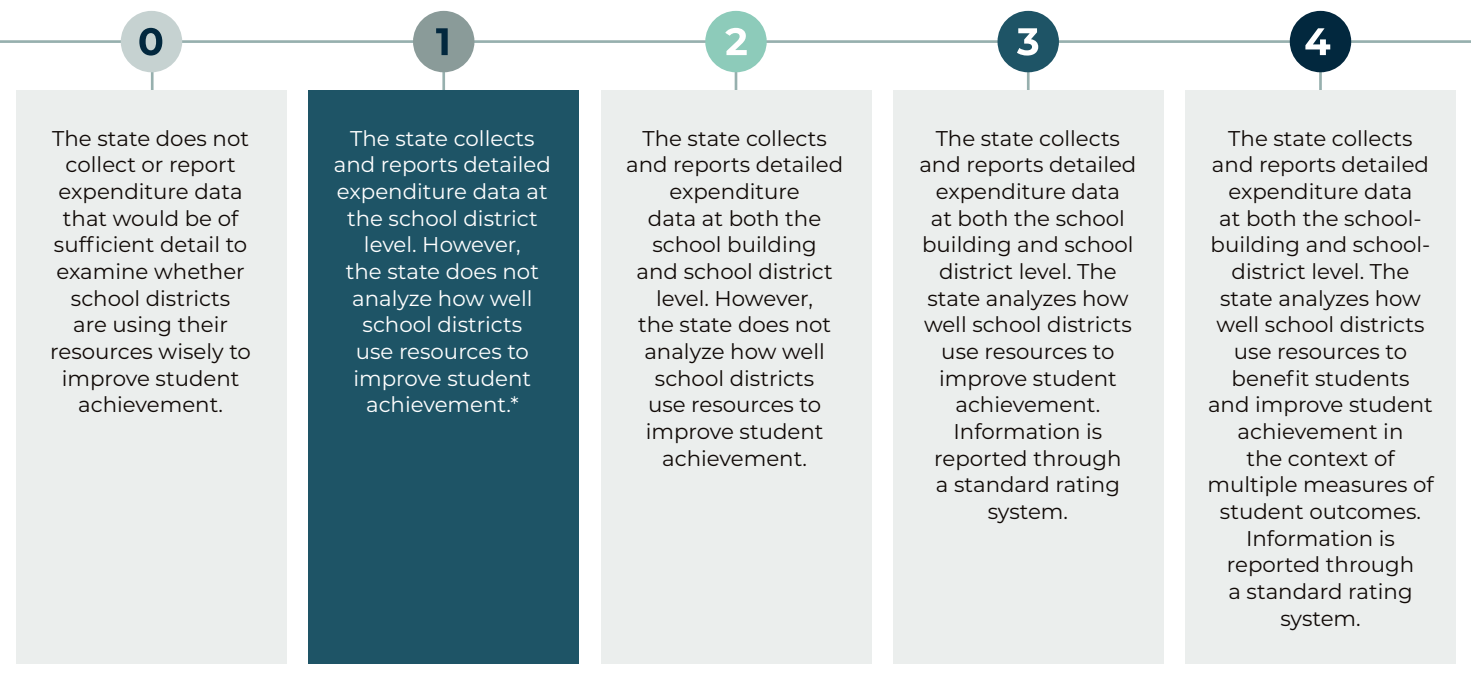 0
The state does not
collect or report
expenditure data
that would be of
sufficient detail to
examine whether
school districts
are using their
resources wisely to
improve student
achievement.
1
The state collects
and reports detailed
expenditure data at
the school district
level. However,
the state does not
analyze how well
school districts
use resources to
improve student
achievement.*
2
The state collects
and reports detailed
expenditure
data at both the
school building
and school district
level. However,
the state does not
analyze how well
school districts
use resources to
improve student
achievement.
3
The state collects
and reports detailed
expenditure data
at both the school
building and school
district level. The
state analyzes how
well school districts
use resources to
improve student
achievement.
Information is
reported through
a standard rating
system.
4
The state collects
and reports detailed
expenditure data
at both the school-
building and school-
district level. The
state analyzes how
well school districts
use resources to
benefit students
and improve student
achievement in
the context of
multiple measures of
student outcomes.
Information is
reported through
a standard rating
system.